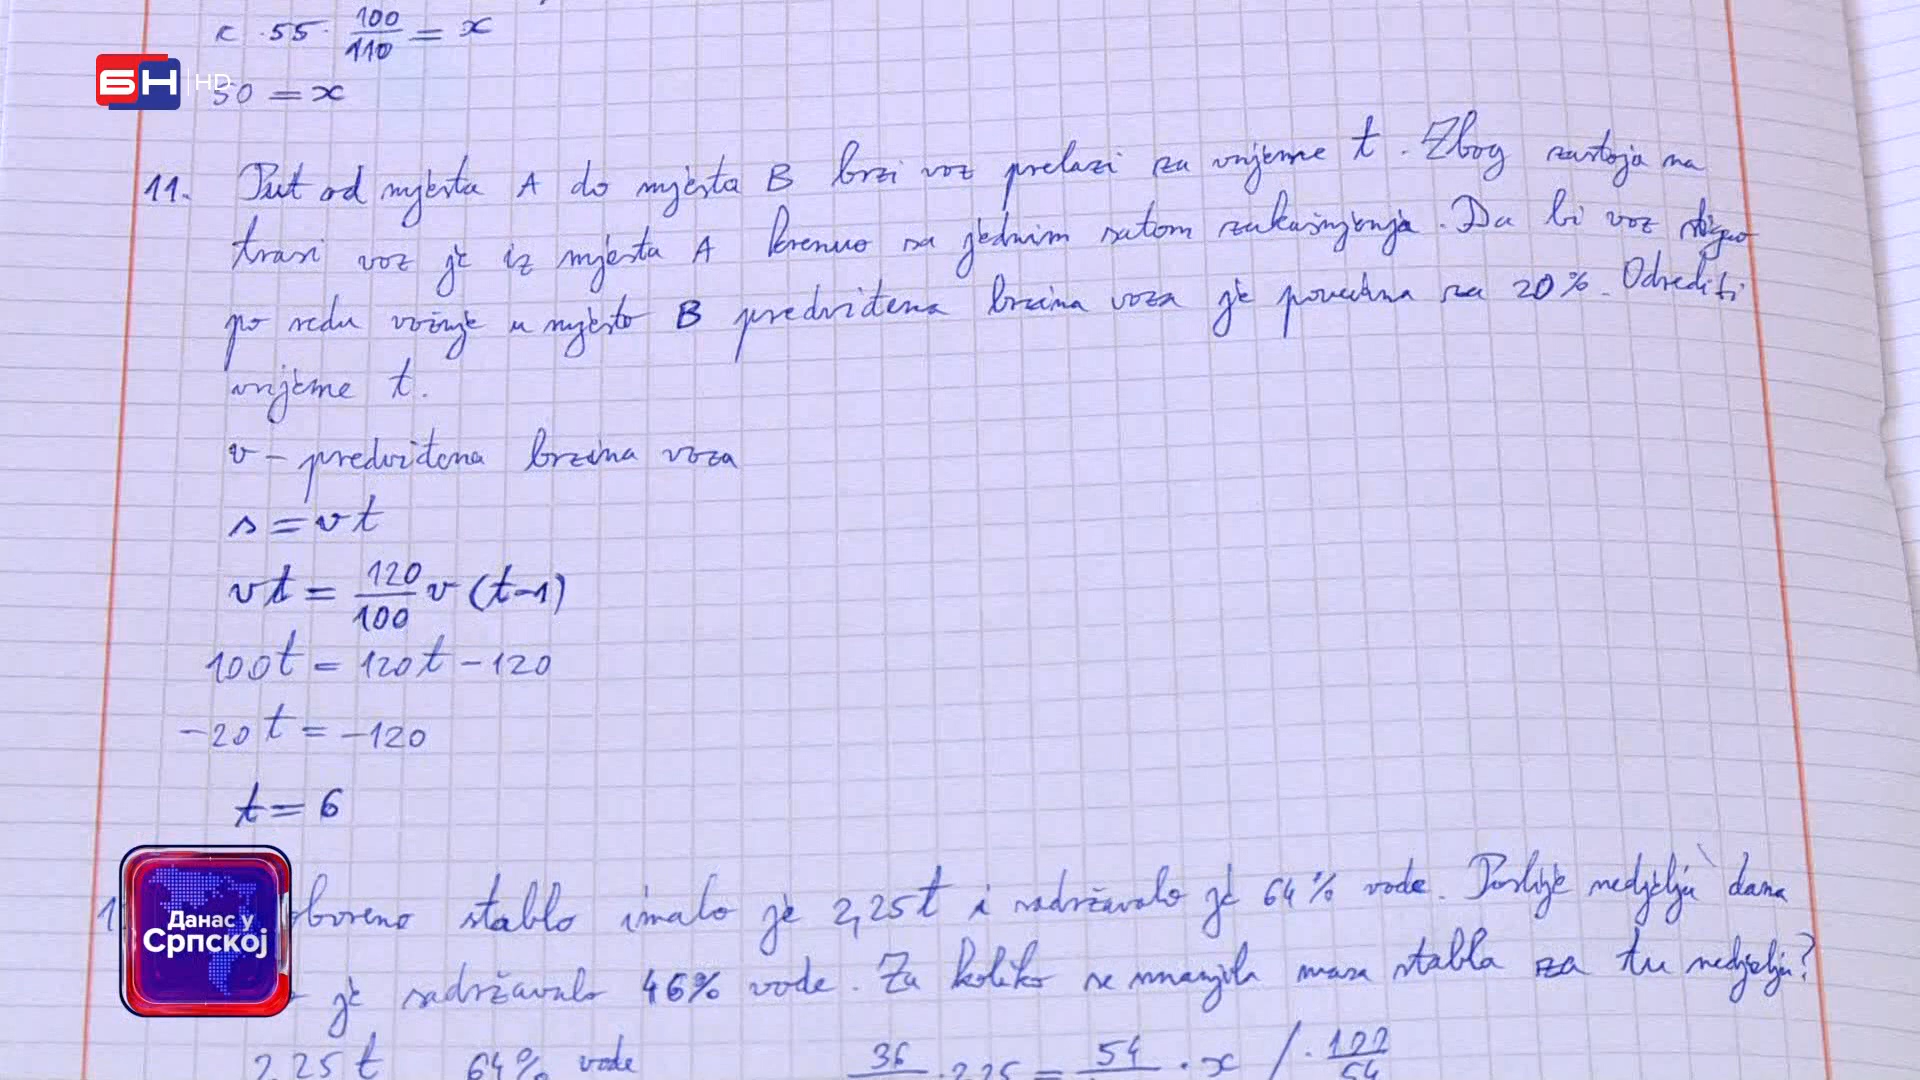 · 55 · 100/110 = x
БН HD
50 = x
11. Put od mjesta A do mjesta B brzi voz prelazi za vrijeme t. Zbog zastoja na
trasi voz je iz mjesta A krenuo sa jednim satom zakašnjenja. Da bi voz stigao
po redu vožnje u mjesto B predviđena brzina voza je povećana za 20%. Odrediti
vrijeme t.
v - predviđena brzina voza
s = vt
vt = 120/100 v (t-1)
100t = 120t - 120
-20t = -120
t = 6
oboreno stablo imalo je 2,25t i sadržavalo je 64% vode. Poslije nedjelju dana
je sadržavalo 46% vode. Za koliko se smanjila masa stabla za tu nedjelju?
Данас у
Српској
2,25t 64% vode 36 · 2,25 = 54 · x / · 100/54